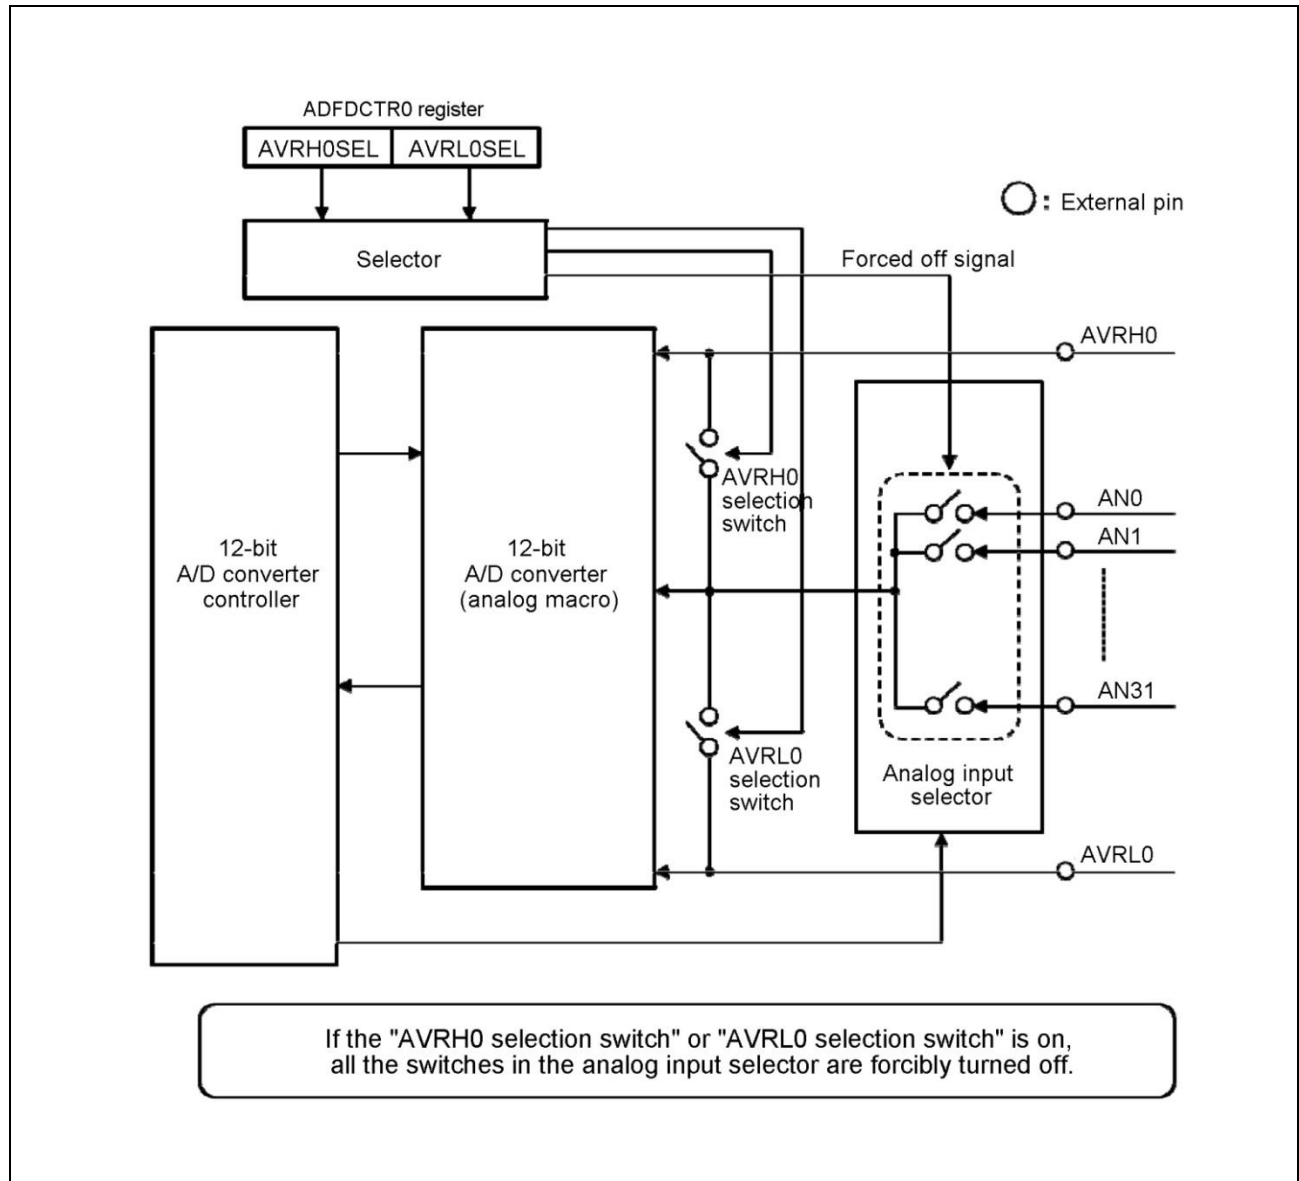 ADFDCTR0 register
AVRH0SEL
AVRL0SEL
: External pin
Selector
Forced off signal
AVRH0
AVRH0
selection
switch
AN0
AN1
12-bit
A/D converter
controller
12-bit
A/D converter
(analog macro)
AN31
AVRL0
selection
switch
Analog input
selector
AVRL0
If the "AVRH0 selection switch" or "AVRL0 selection switch" is on,
all the switches in the analog input selector are forcibly turned off.